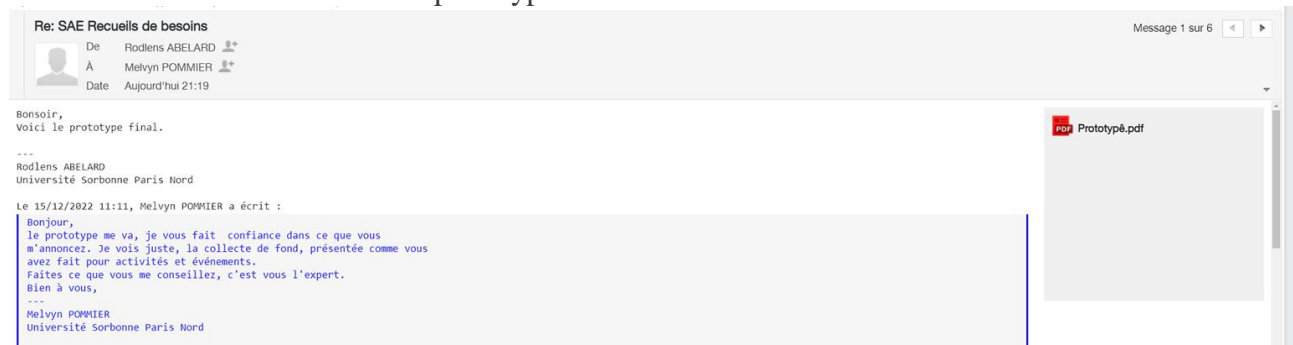 Re: SAE Recueils de besoins
Message 1 sur 6
De Rodlens ABELARD
À Melvyn POMMIER
Date Aujourd'hui 21:19
Bonsoir,
Voici le prototype final.
---
Rodlens ABELARD
Université Sorbonne Paris Nord
Le 15/12/2022 11:11, Melvyn POMMIER a écrit :
Bonjour,
le prototype me va, je vous fait confiance dans ce que vous
m'annoncez. Je vois juste, la collecte de fond, présentée comme vous
avez fait pour activités et événements.
Faites ce que vous me conseillez, c'est vous l'expert.
Bien à vous,
---
Melvyn POMMIER
Université Sorbonne Paris Nord
PDF Prototypê.pdf